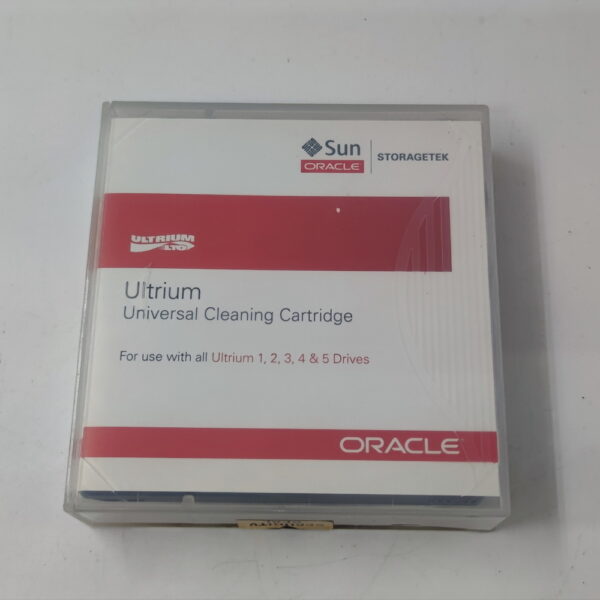 Sun
ORACLE
STORAGETEK
ULTRIUM
LTO
Ultrium
Universal Cleaning Cartridge
For use with all Ultrium 1, 2, 3, 4 & 5 Drives
ORACLE